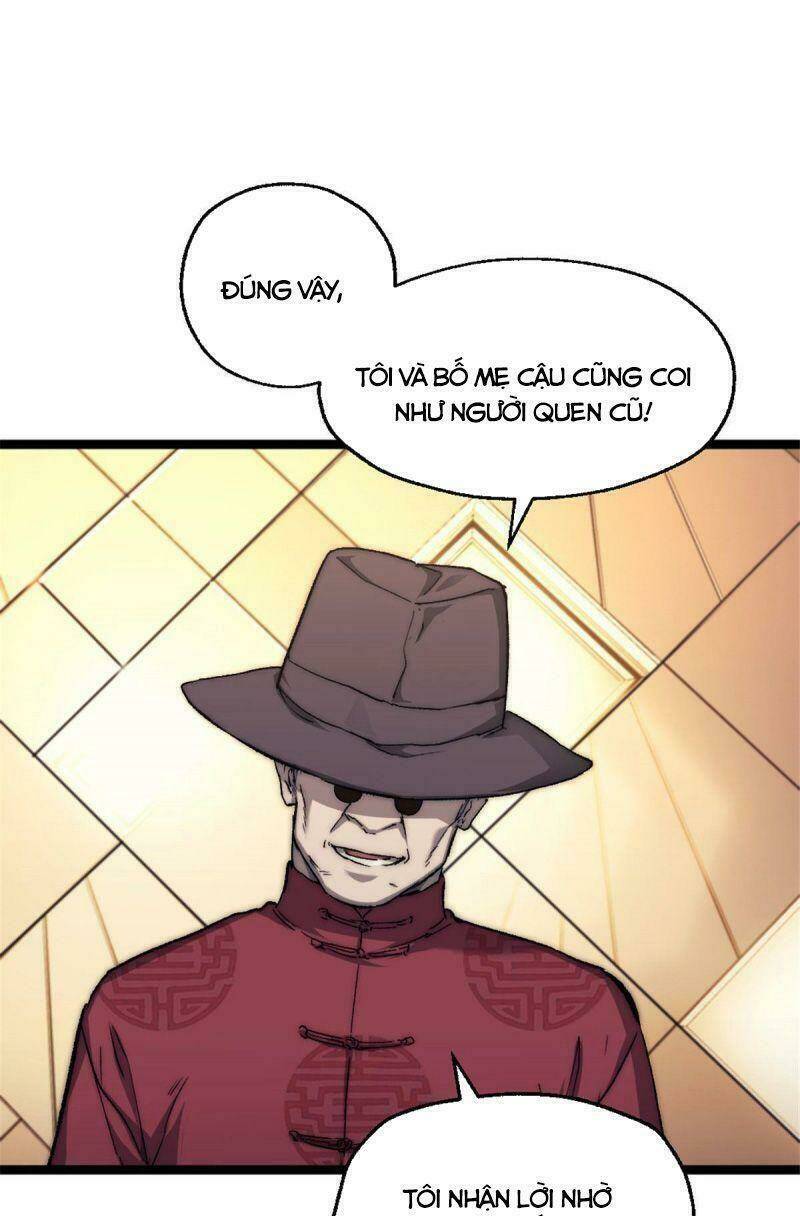 ĐÚNG VẬY,
TÔI VÀ BỐ MẸ CẬU CŨNG COI
NHƯ NGƯỜI QUEN CŨ!
TÔI NHẬN LỜI NHỜ